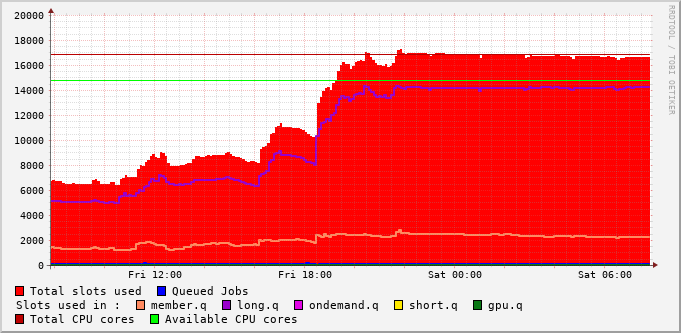 RRDTOOL / TOBI OETIKER
20000
18000
16000
14000
12000
10000
8000
6000
4000
2000
0
Fri 12:00 Fri 18:00 Sat 00:00 Sat 06:00
Total slots used Queued Jobs
Slots used in : member.q long.q ondemand.q short.q gpu.q
Total CPU cores Available CPU cores